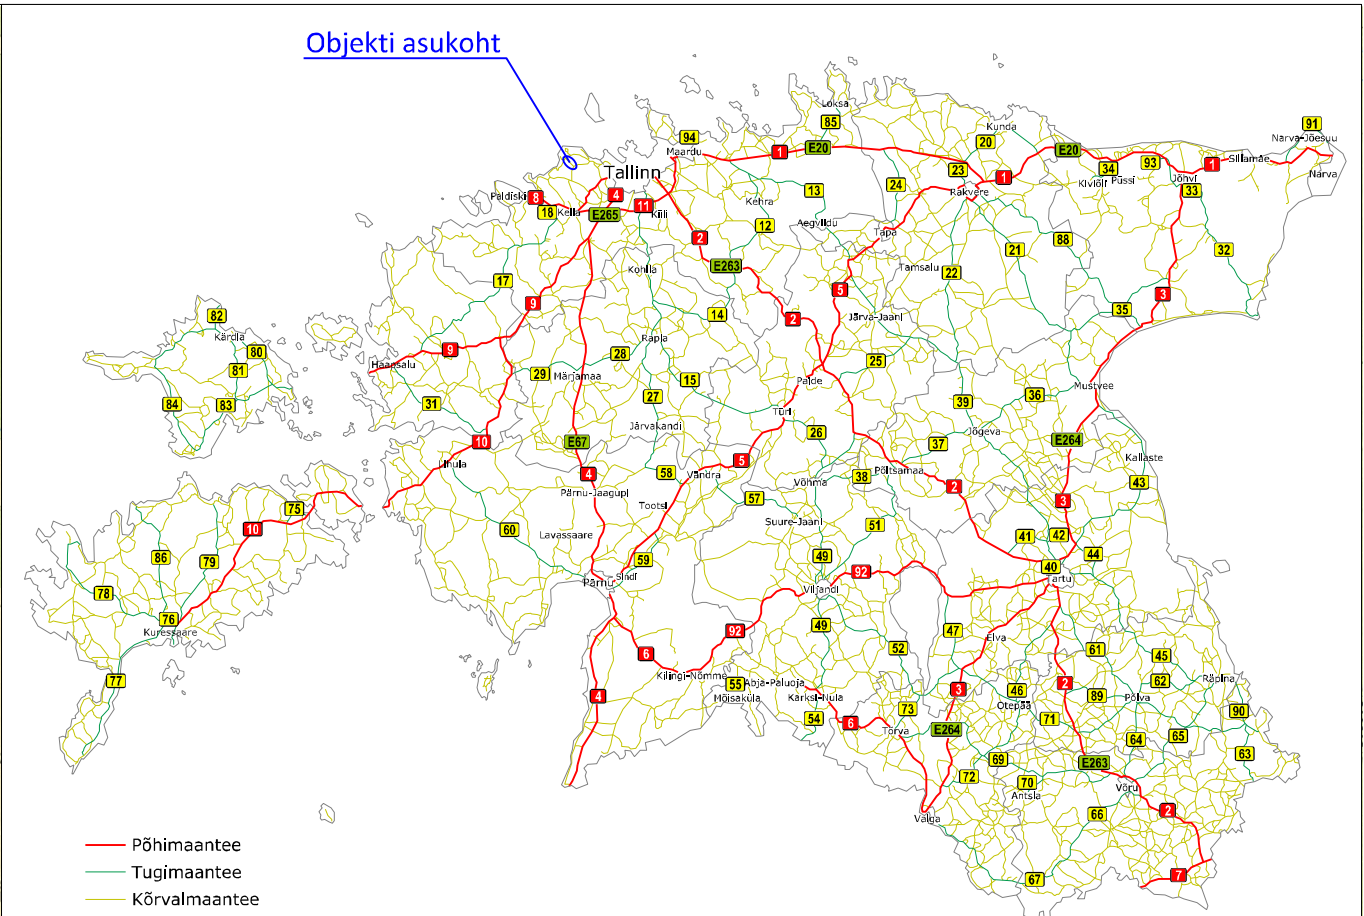 Objekti asukoht
Loksa
85
91
Narva-Jõesuu
94
Kunda
20
Maardu
1
E20
E20
93
1
Sillamäe
Tallinn
23
1
34
Kiviõli
Püssi
Jõhvi
Narva
Paldiski
8
4
24
Rakvere
33
18
Keila
E265
11
Kiili
Kehra
13
Aegviidu
12
Tapa
2
88
21
32
Kohila
E263
Tamsalu
22
17
5
3
9
82
14
2
Järva-Jaani
35
Kärdla
80
Rapla
9
28
81
Haapsalu
29
Märjamaa
15
25
Paide
Mustvee
84
83
31
27
39
36
Türi
Järvakandi
26
Jõgeva
10
E67
37
E264
Lihula
4
58
Vändra
5
Põltsamaa
Kallaste
38
Võhma
43
Pärnu-Jaagupi
2
57
3
75
Tootsi
Suure-Jaani
10
60
51
Lavassaare
41
42
86
79
59
49
44
92
40
Pärnu
Sindi
Tartu
78
Viljandi
76
Kuressaare
92
49
47
Elva
6
52
61
45
77
Kilingi-Nõmme
55
Abja-Paluoja
3
46
2
62
Räpina
4
Mõisaküla
Karksi-Nuia
Otepää
89
Põlva
54
73
71
90
6
Tõrva
E264
64
65
69
63
E263
72
70
Antsla
Võru
Valga
66
2
Põhimaantee
Tugimaantee
67
7
Kõrvalmaantee